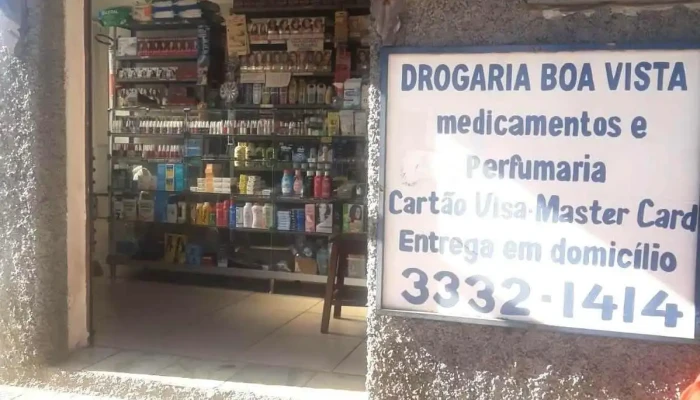 DROGARIA BOA VISTA
medicamentos e
Perfumaria
Cartão Visa-Master Card
Entrega em domicílio
3332-1414